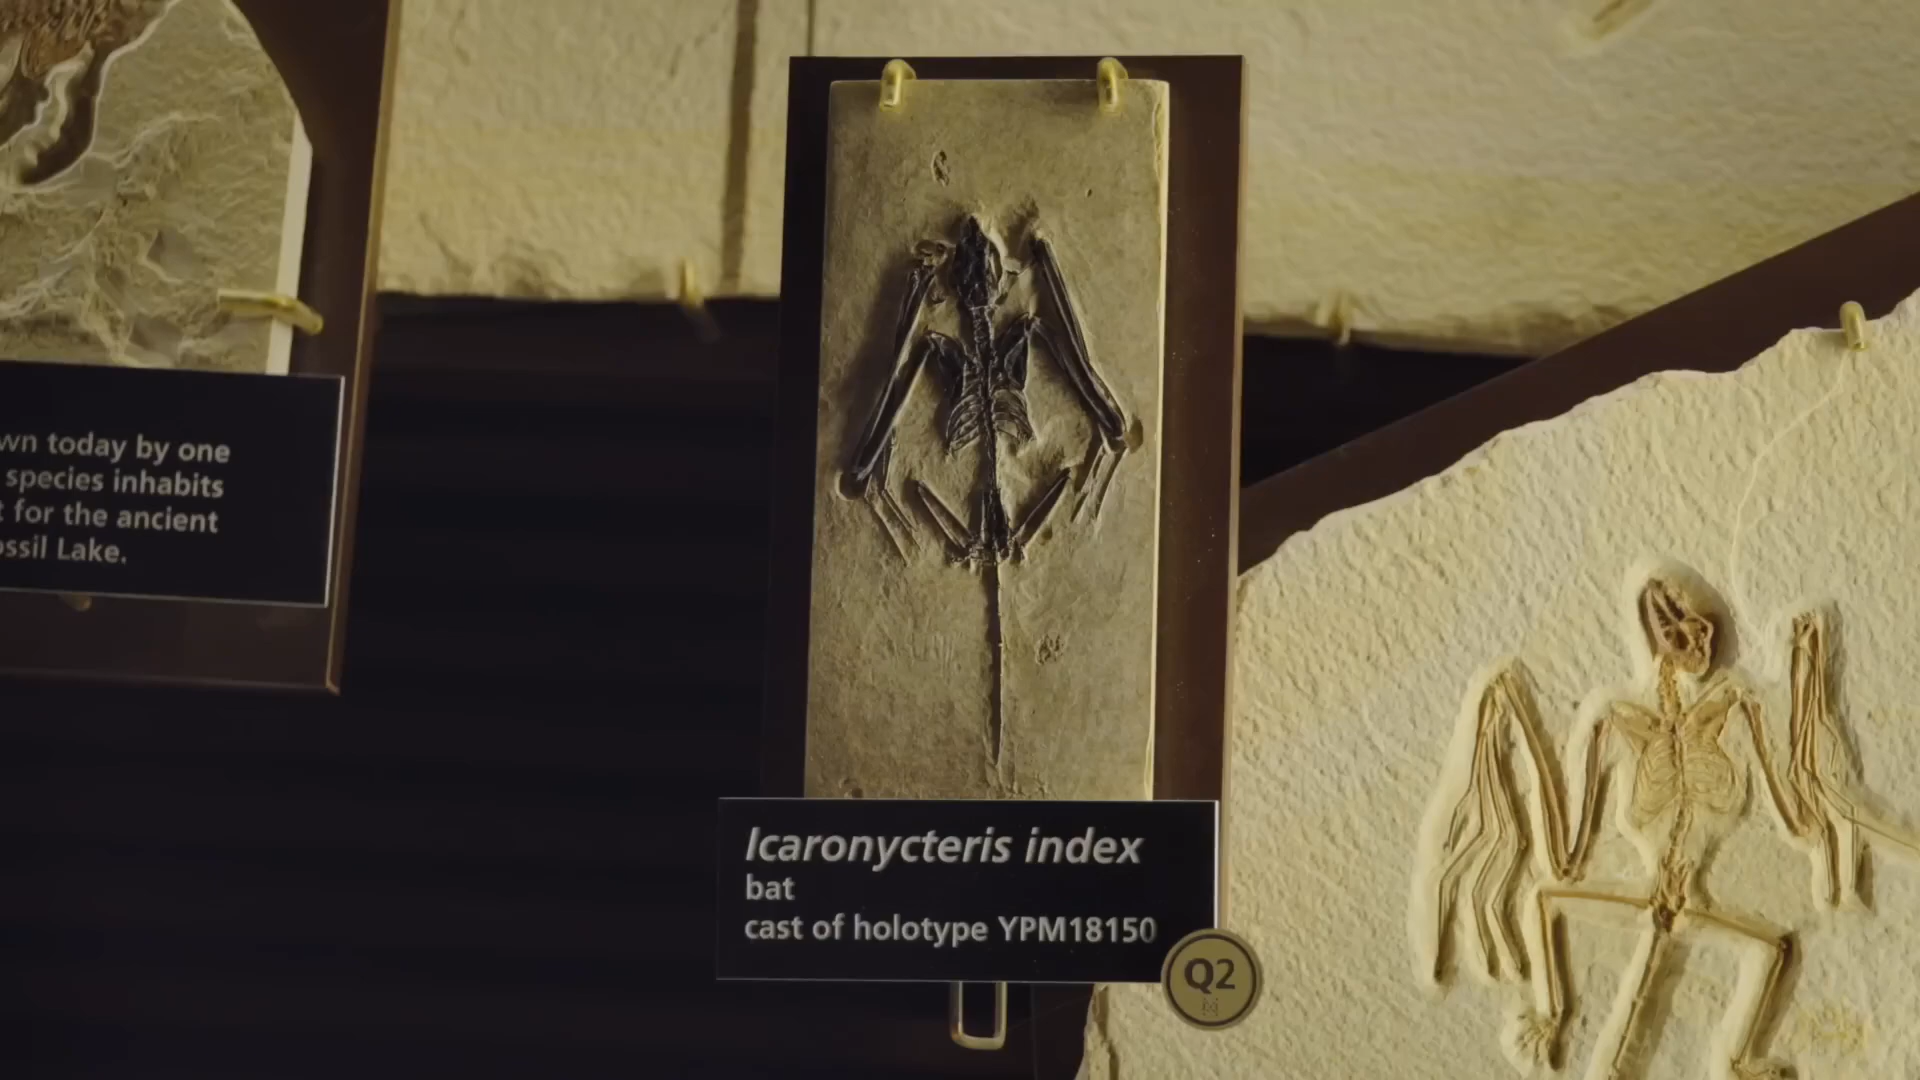 wn today by one
species inhabits
for the ancient
ossil Lake.
Icaronycteris index
bat
cast of holotype YPM18150
Q2